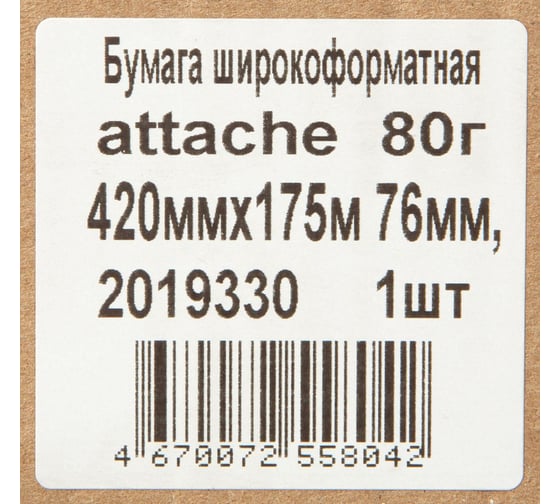 Бумага широкоформатная
attache 80г
420ммх175м 76мм,
2019330 1шт
4 670072 558042